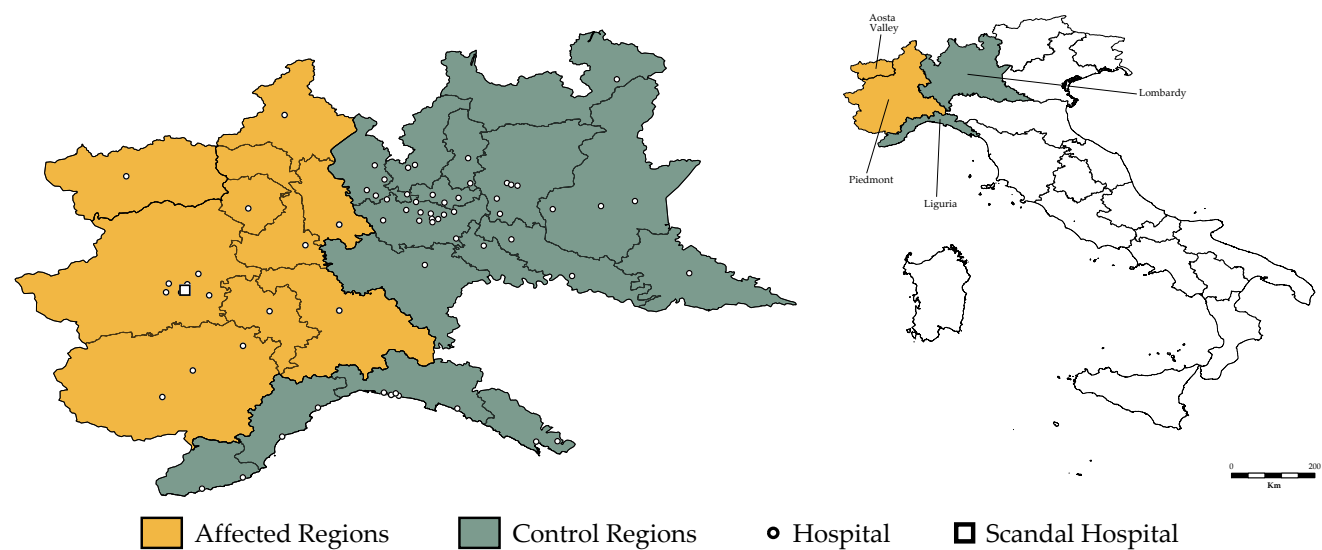 Aosta
Valley
Lombardy
Piedmont
Liguria
0 200
Km
Affected Regions Control Regions Hospital Scandal Hospital